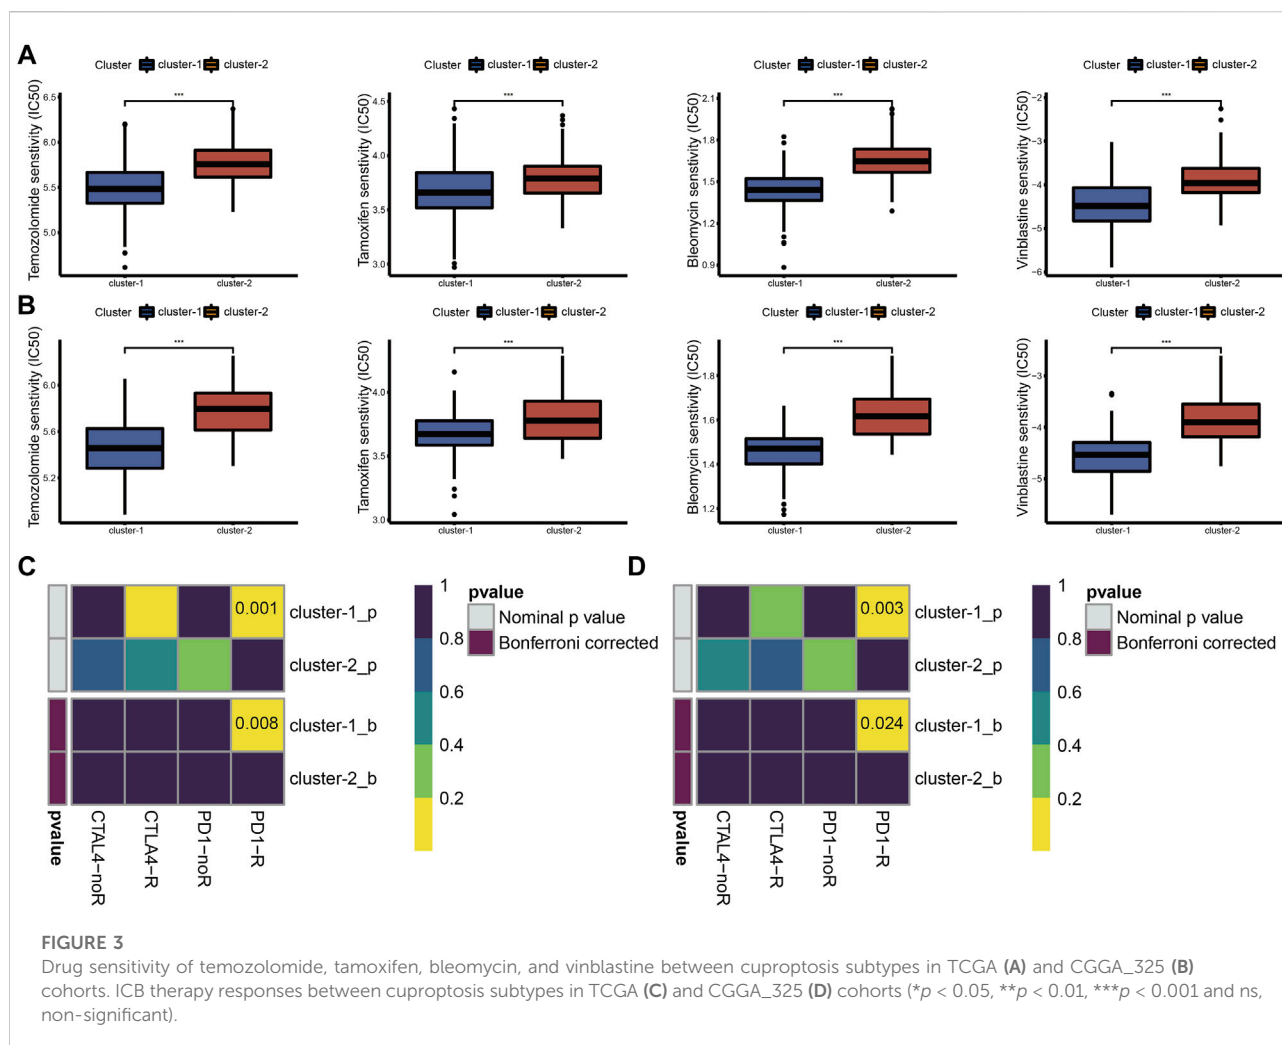 A
Cluster cluster-1 cluster-2
Temozolomide senstivity (IC50)
6.5
6.0
5.5
5.0
***
cluster-1 cluster-2
Cluster cluster-1 cluster-2
Tamoxifen senstivity (IC50)
4.5
4.0
3.5
3.0
***
cluster-1 cluster-2
Cluster cluster-1 cluster-2
Bleomycin senstivity (IC50)
2.1
1.8
1.5
1.2
0.9
***
cluster-1 cluster-2
Cluster cluster-1 cluster-2
Vinblastine senstivity (IC50)
−2
−3
−4
−5
−6
***
cluster-1 cluster-2
B
Cluster cluster-1 cluster-2
Temozolomide senstivity (IC50)
6.0
5.6
5.2
***
cluster-1 cluster-2
Cluster cluster-1 cluster-2
Tamoxifen senstivity (IC50)
4.0
3.5
3.0
***
cluster-1 cluster-2
Cluster cluster-1 cluster-2
Bleomycin senstivity (IC50)
1.8
1.6
1.4
1.2
***
cluster-1 cluster-2
Cluster cluster-1 cluster-2
Vinblastine senstivity (IC50)
−3
−4
−5
***
cluster-1 cluster-2
C
0.001 cluster-1_p
cluster-2_p
0.008 cluster-1_b
cluster-2_b
pvalue
CTAL4−noR
CTLA4−R
PD1−noR
PD1−R
1
0.8
0.6
0.4
0.2
pvalue
Nominal p value
Bonferroni corrected
D
0.003 cluster-1_p
cluster-2_p
0.024 cluster-1_b
cluster-2_b
pvalue
CTAL4−noR
CTLA4−R
PD1−noR
PD1−R
1
0.8
0.6
0.4
0.2
pvalue
Nominal p value
Bonferroni corrected
FIGURE 3
Drug sensitivity of temozolomide, tamoxifen, bleomycin, and vinblastine between cuproptosis subtypes in TCGA (A) and CGGA_325 (B)
cohorts. ICB therapy responses between cuproptosis subtypes in TCGA (C) and CGGA_325 (D) cohorts (*p < 0.05, **p < 0.01, ***p < 0.001 and ns,
non-significant).